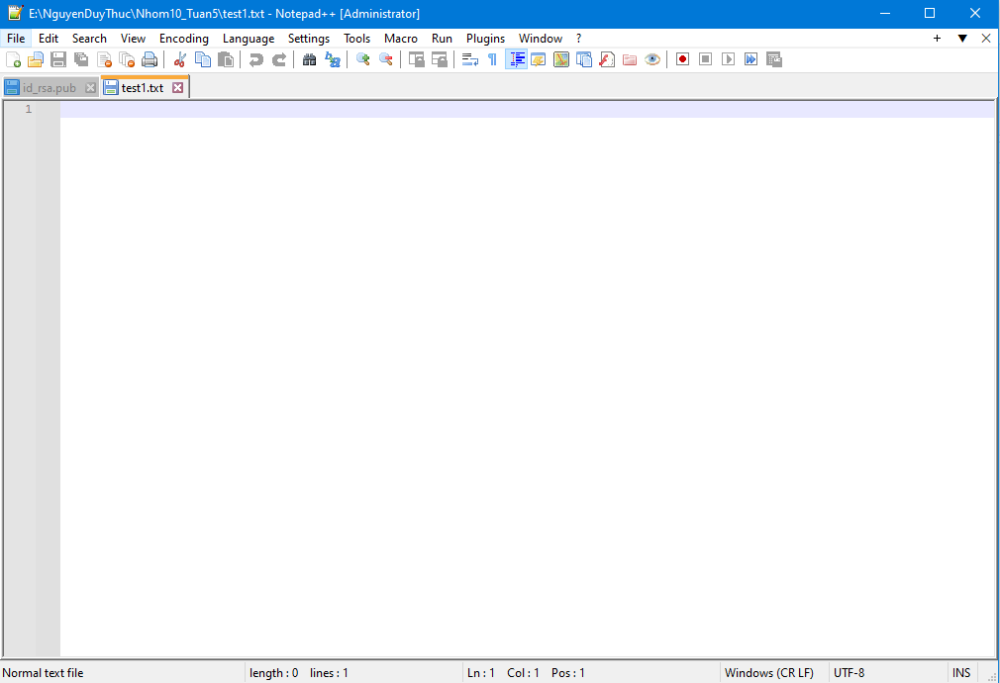 E:\NguyenDuyThuc\Nhom10_Tuan5\test1.txt - Notepad++ [Administrator]
File Edit Search View Encoding Language Settings Tools Macro Run Plugins Window ?
id_rsa.pub test1.txt
1
Normal text file length : 0 lines : 1 Ln : 1 Col : 1 Pos : 1 Windows (CR LF) UTF-8 INS